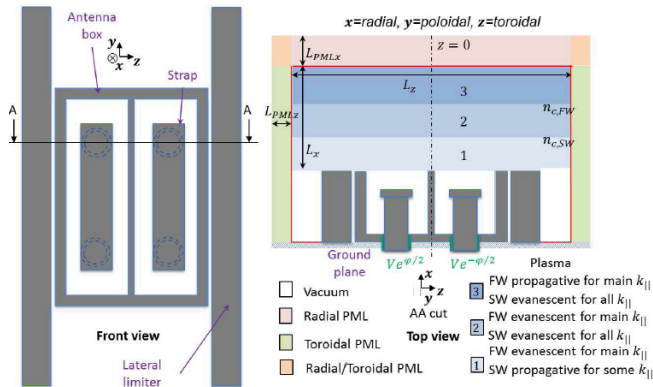 Antenna
box
y
x
z
Strap
A
A
Front view
Lateral
limiter
x=radial, y=poloidal, z=toroidal
L_PML,x
z = 0
L_z
3
n_c,FW
L_PML,z
2
n_c,SW
L_x
1
Ground
plane
Ve^φ/2
Ve^-φ/2
x
z
y
AA cut
Top view
Vacuum
Radial PML
Toroidal PML
Radial/Toroidal PML
Plasma
3 FW propagative for main k_||
SW evanescent for all k_||
2 FW evanescent for main k_||
SW evanescent for all k_||
1 FW evanescent for main k_||
SW propagative for some k_||